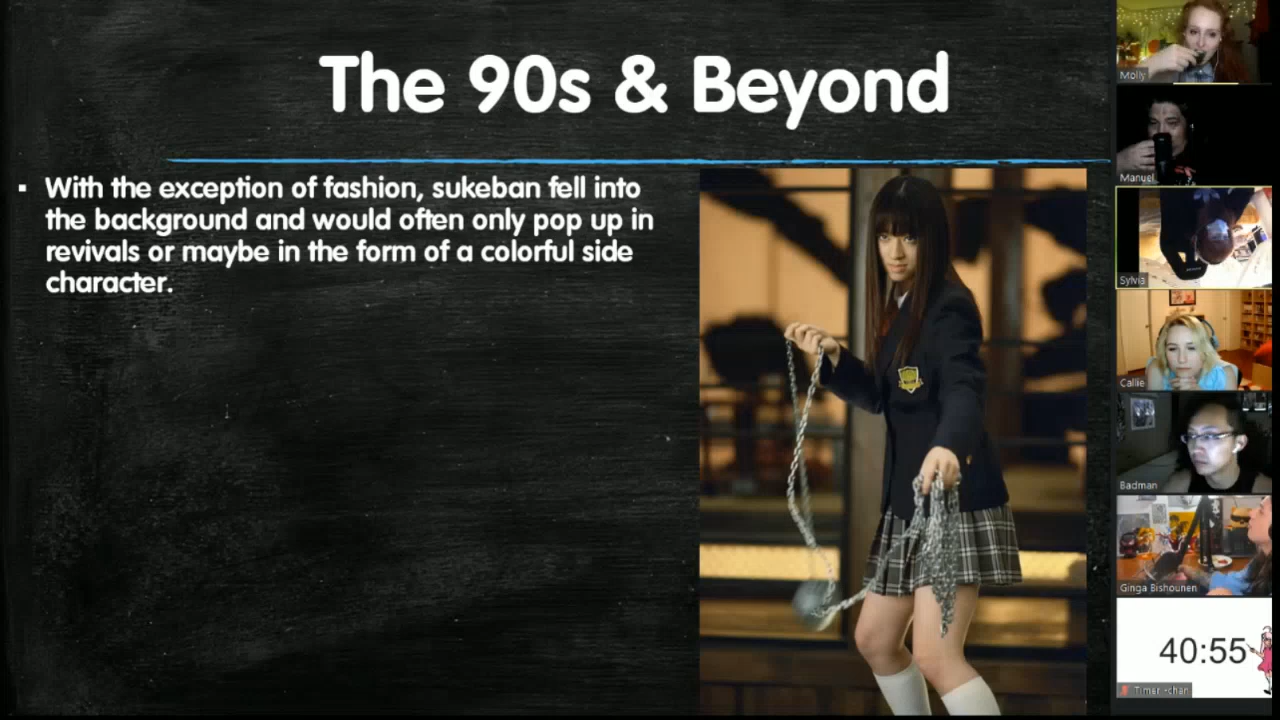 The 90s & Beyond
▪ With the exception of fashion, sukeban fell into
the background and would often only pop up in
revivals or maybe in the form of a colorful side
character.
Molly
Manuel
Sylvia
Callie
Badman
Ginga Bishounen
40:55
Timer -chan